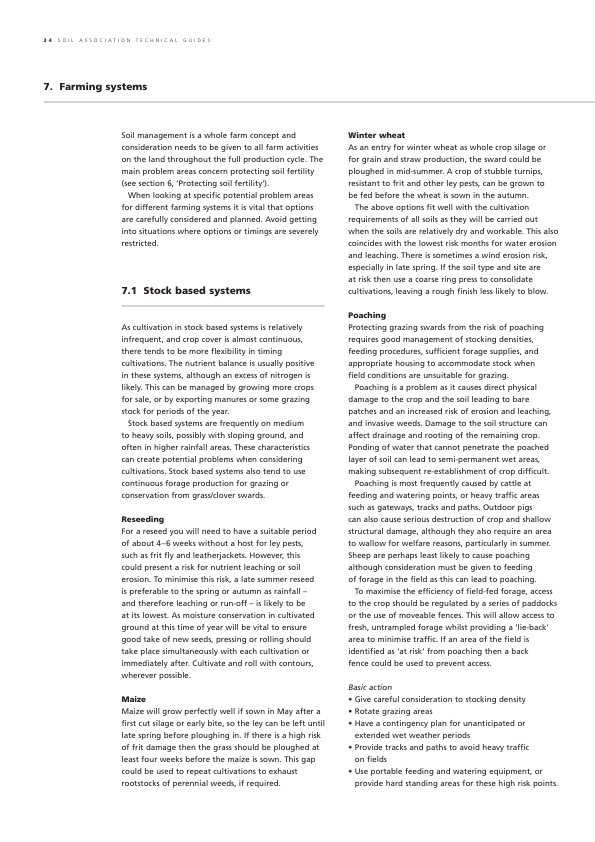 34 SOIL ASSOCIATION TECHNICAL GUIDES
7. Farming systems
Soil management is a whole farm concept and
consideration needs to be given to all farm activities
on the land throughout the full production cycle. The
main problem areas concern protecting soil fertility
(see section 6, ‘Protecting soil fertility’).
When looking at specific potential problem areas
for different farming systems it is vital that options
are carefully considered and planned. Avoid getting
into situations where options or timings are severely
restricted.
7.1 Stock based systems
As cultivation in stock based systems is relatively
infrequent, and crop cover is almost continuous,
there tends to be more flexibility in timing
cultivations. The nutrient balance is usually positive
in these systems, although an excess of nitrogen is
likely. This can be managed by growing more crops
for sale, or by exporting manures or some grazing
stock for periods of the year.
Stock based systems are frequently on medium
to heavy soils, possibly with sloping ground, and
often in higher rainfall areas. These characteristics
can create potential problems when considering
cultivations. Stock based systems also tend to use
continuous forage production for grazing or
conservation from grass/clover swards.
Reseeding
For a reseed you will need to have a suitable period
of about 4–6 weeks without a host for ley pests,
such as frit fly and leatherjackets. However, this
could present a risk for nutrient leaching or soil
erosion. To minimise this risk, a late summer reseed
is preferable to the spring or autumn as rainfall –
and therefore leaching or run-off – is likely to be
at its lowest. As moisture conservation in cultivated
ground at this time of year will be vital to ensure
good take of new seeds, pressing or rolling should
take place simultaneously with each cultivation or
immediately after. Cultivate and roll with contours,
wherever possible.
Maize
Maize will grow perfectly well if sown in May after a
first cut silage or early bite, so the ley can be left until
late spring before ploughing in. If there is a high risk
of frit damage then the grass should be ploughed at
least four weeks before the maize is sown. This gap
could be used to repeat cultivations to exhaust
rootstocks of perennial weeds, if required.
Winter wheat
As an entry for winter wheat as whole crop silage or
for grain and straw production, the sward could be
ploughed in mid-summer. A crop of stubble turnips,
resistant to frit and other ley pests, can be grown to
be fed before the wheat is sown in the autumn.
The above options fit well with the cultivation
requirements of all soils as they will be carried out
when the soils are relatively dry and workable. This also
coincides with the lowest risk months for water erosion
and leaching. There is sometimes a wind erosion risk,
especially in late spring. If the soil type and site are
at risk then use a coarse ring press to consolidate
cultivations, leaving a rough finish less likely to blow.
Poaching
Protecting grazing swards from the risk of poaching
requires good management of stocking densities,
feeding procedures, sufficient forage supplies, and
appropriate housing to accommodate stock when
field conditions are unsuitable for grazing.
Poaching is a problem as it causes direct physical
damage to the crop and the soil leading to bare
patches and an increased risk of erosion and leaching,
and invasive weeds. Damage to the soil structure can
affect drainage and rooting of the remaining crop.
Ponding of water that cannot penetrate the poached
layer of soil can lead to semi-permanent wet areas,
making subsequent re-establishment of crop difficult.
Poaching is most frequently caused by cattle at
feeding and watering points, or heavy traffic areas
such as gateways, tracks and paths. Outdoor pigs
can also cause serious destruction of crop and shallow
structural damage, although they also require an area
to wallow for welfare reasons, particularly in summer.
Sheep are perhaps least likely to cause poaching
although consideration must be given to feeding
of forage in the field as this can lead to poaching.
To maximise the efficiency of field-fed forage, access
to the crop should be regulated by a series of paddocks
or the use of moveable fences. This will allow access to
fresh, untrampled forage whilst providing a ‘lie-back’
area to minimise traffic. If an area of the field is
identified as ‘at risk’ from poaching then a back
fence could be used to prevent access.
Basic action
• Give careful consideration to stocking density
• Rotate grazing areas
• Have a contingency plan for unanticipated or
extended wet weather periods
• Provide tracks and paths to avoid heavy traffic
on fields
• Use portable feeding and watering equipment, or
provide hard standing areas for these high risk points.